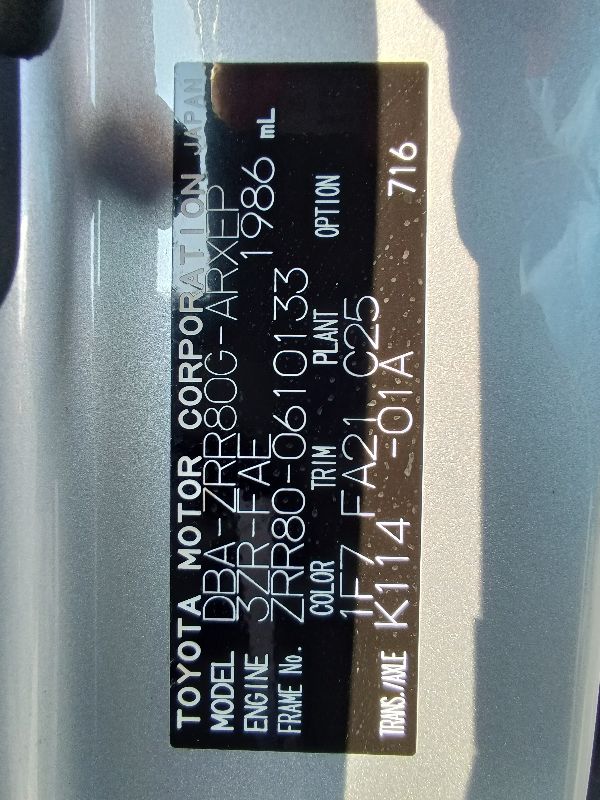 TOYOTA MOTOR CORPORATION JAPAN
MODEL DBA-ZRR80G-ARXEP
ENGINE 3ZR-FAE 1986 mL
FRAME No. ZRR80-0610133
COLOR TRIM PLANT OPTION
1F7 FA21 C25
TRANS./AXLE K114 -01A 716